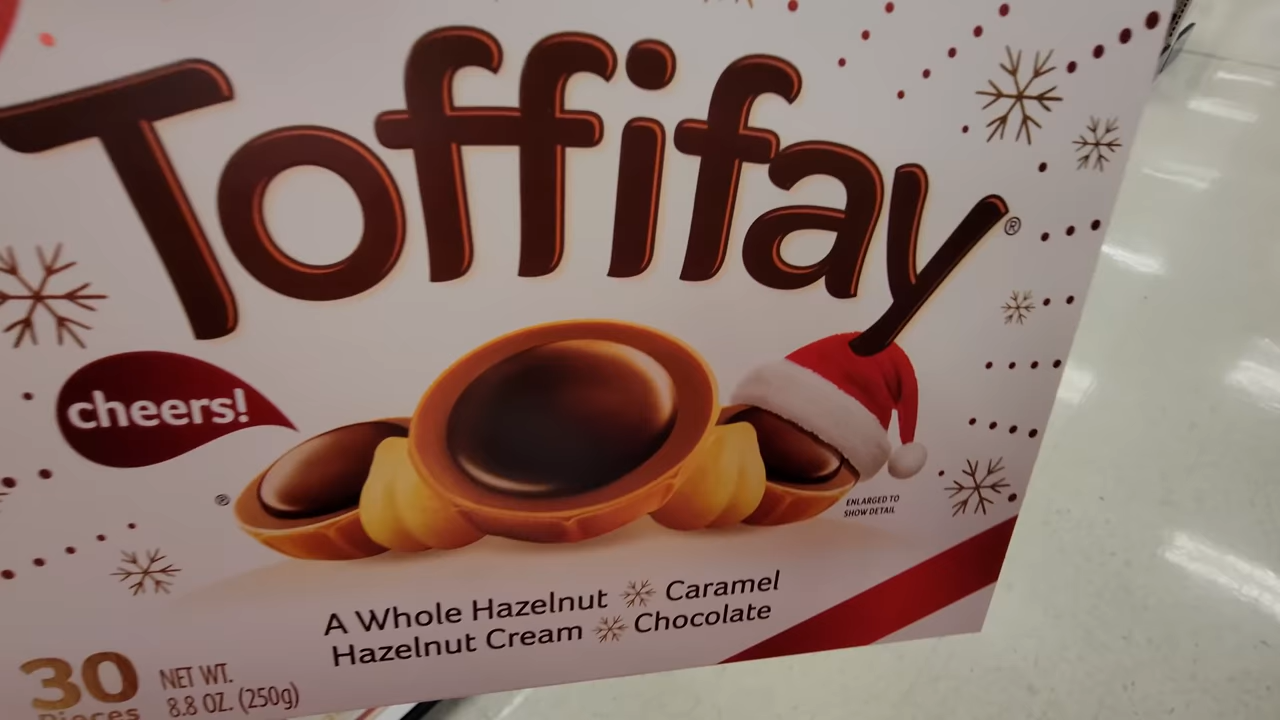 Toffifay®
cheers!
®
ENLARGED TO
SHOW DETAIL
A Whole Hazelnut Caramel
Hazelnut Cream Chocolate
30
Pieces
NET WT.
8.8 OZ. (250g)